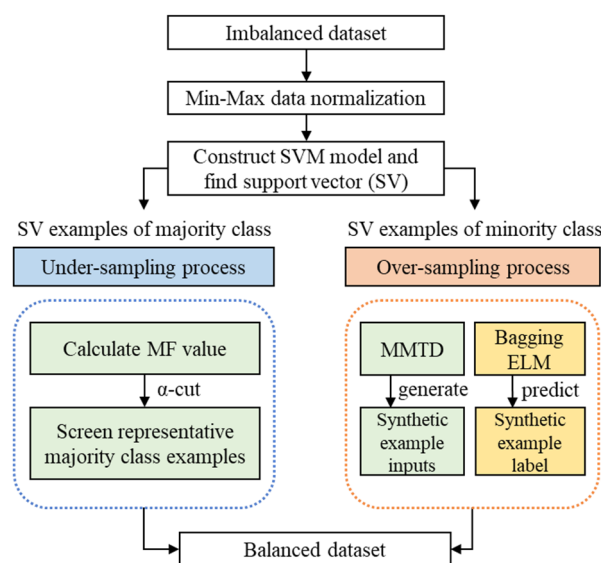 Imbalanced dataset
Min-Max data normalization
Construct SVM model and
find support vector (SV)
SV examples of majority class
Under-sampling process
Calculate MF value
α-cut
Screen representative
majority class examples
SV examples of minority class
Over-sampling process
MMTD
generate
Synthetic
example
inputs
Bagging
ELM
predict
Synthetic
example
label
Balanced dataset